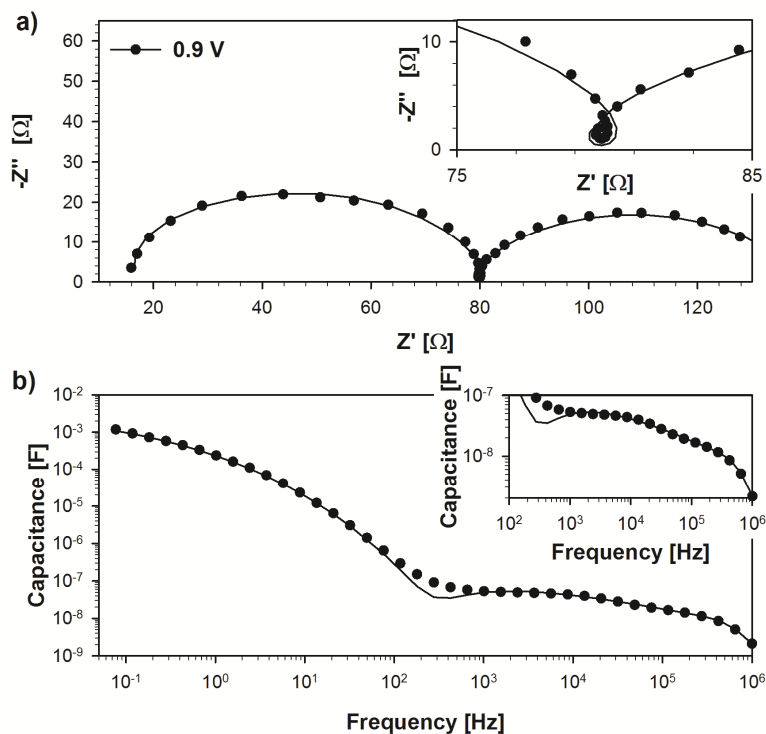 a)
60
50
40
30
20
10
0
-Z'' [Ω]
0.9 V
10
0
-Z'' [Ω]
75
85
Z' [Ω]
20 40 60 80 100 120
Z' [Ω]
b)
10⁻²
10⁻³
10⁻⁴
10⁻⁵
10⁻⁶
10⁻⁷
10⁻⁸
10⁻⁹
Capacitance [F]
10⁻⁷
10⁻⁸
Capacitance [F]
10² 10³ 10⁴ 10⁵ 10⁶
Frequency [Hz]
10⁻¹ 10⁰ 10¹ 10² 10³ 10⁴ 10⁵ 10⁶
Frequency [Hz]